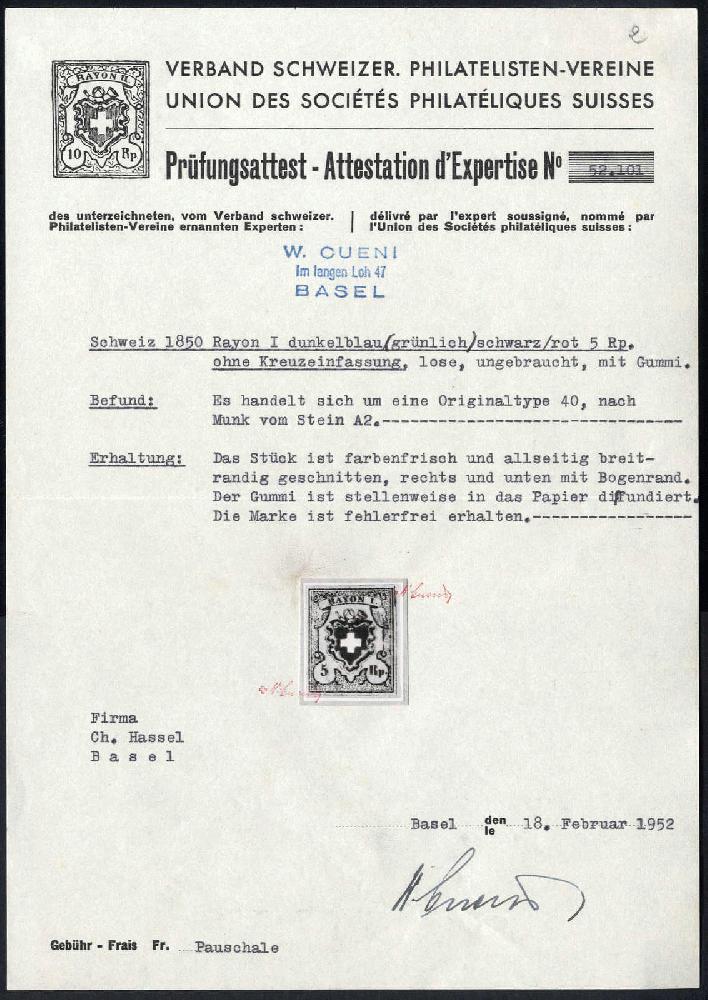 2
VERBAND SCHWEIZER. PHILATELISTEN-VEREINE
UNION DES SOCIÉTÉS PHILATÉLIQUES SUISSES
RAYON II.
10 Rp
Prüfungsattest - Attestation d'Expertise No 52.101
des unterzeichneten, vom Verband schweizer.
Philatelisten-Vereine ernannten Experten:
délivré par l'expert soussigné, nommé par
l'Union des Sociétés philatéliques suisses:
W. CUENI
Im langen Loh 47
BASEL
Schweiz 1850 Rayon I dunkelblau/(grünlich)/schwarz/rot 5 Rp.
ohne Kreuzeinfassung, lose, ungebraucht, mit Gummi.
Befund: Es handelt sich um eine Originaltype 40, nach
Munk vom Stein A2.--------------------------------
Erhaltung: Das Stück ist farbenfrisch und allseitig breit-
randig geschnitten, rechts und unten mit Bogenrand.
Der Gummi ist stellenweise in das Papier diffundiert.
Die Marke ist fehlerfrei erhalten.-----------------
RAYON I.
5 Rp.
Firma
Ch. Hassel
B a s e l
Basel den le 18. Februar 1952
W Cueni
Gebühr - Frais Fr. Pauschale